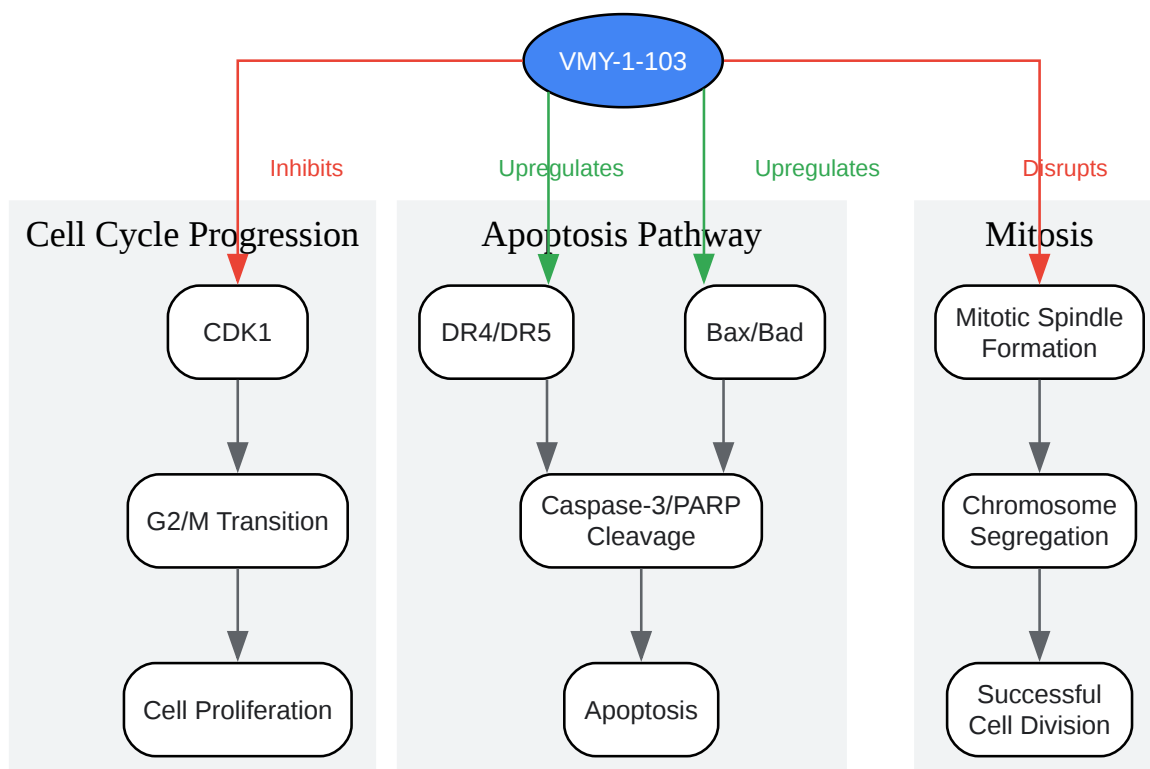 VMY-1-103
Inhibits
Upregulates
Upregulates
Disrupts
Cell Cycle Progression
Apoptosis Pathway
Mitosis
CDK1
DR4/DR5
Bax/Bad
Mitotic Spindle
Formation
G2/M Transition
Caspase-3/PARP
Cleavage
Chromosome
Segregation
Cell Proliferation
Apoptosis
Successful
Cell Division